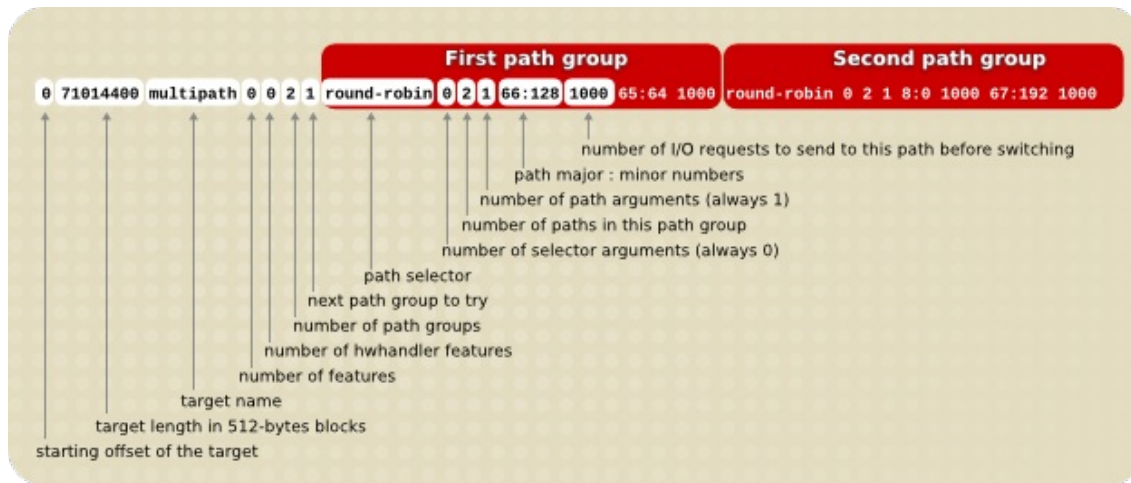 First path group Second path group
0 71014400 multipath 0 0 2 1 round-robin 0 2 1 66:128 1000 65:64 1000 round-robin 0 2 1 8:0 1000 67:192 1000
number of I/O requests to send to this path before switching
path major : minor numbers
number of path arguments (always 1)
number of paths in this path group
number of selector arguments (always 0)
path selector
next path group to try
number of path groups
number of hwhandler features
number of features
target name
target length in 512-bytes blocks
starting offset of the target